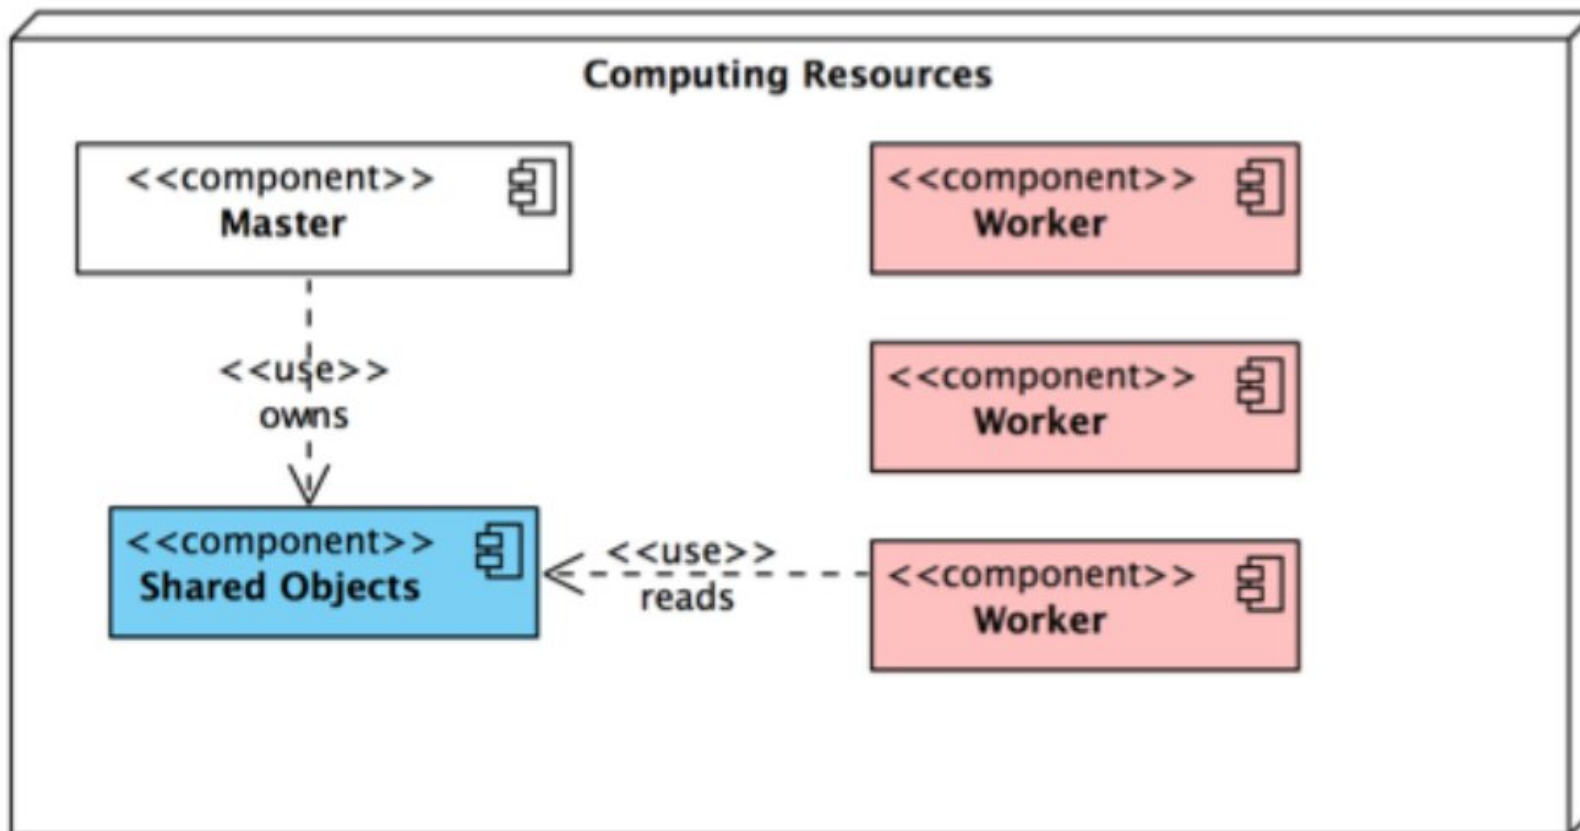 Computing Resources
<<component>>
Master
<<component>>
Worker
<<use>>
owns
<<component>>
Worker
<<component>>
Shared Objects
<<use>>
reads
<<component>>
Worker